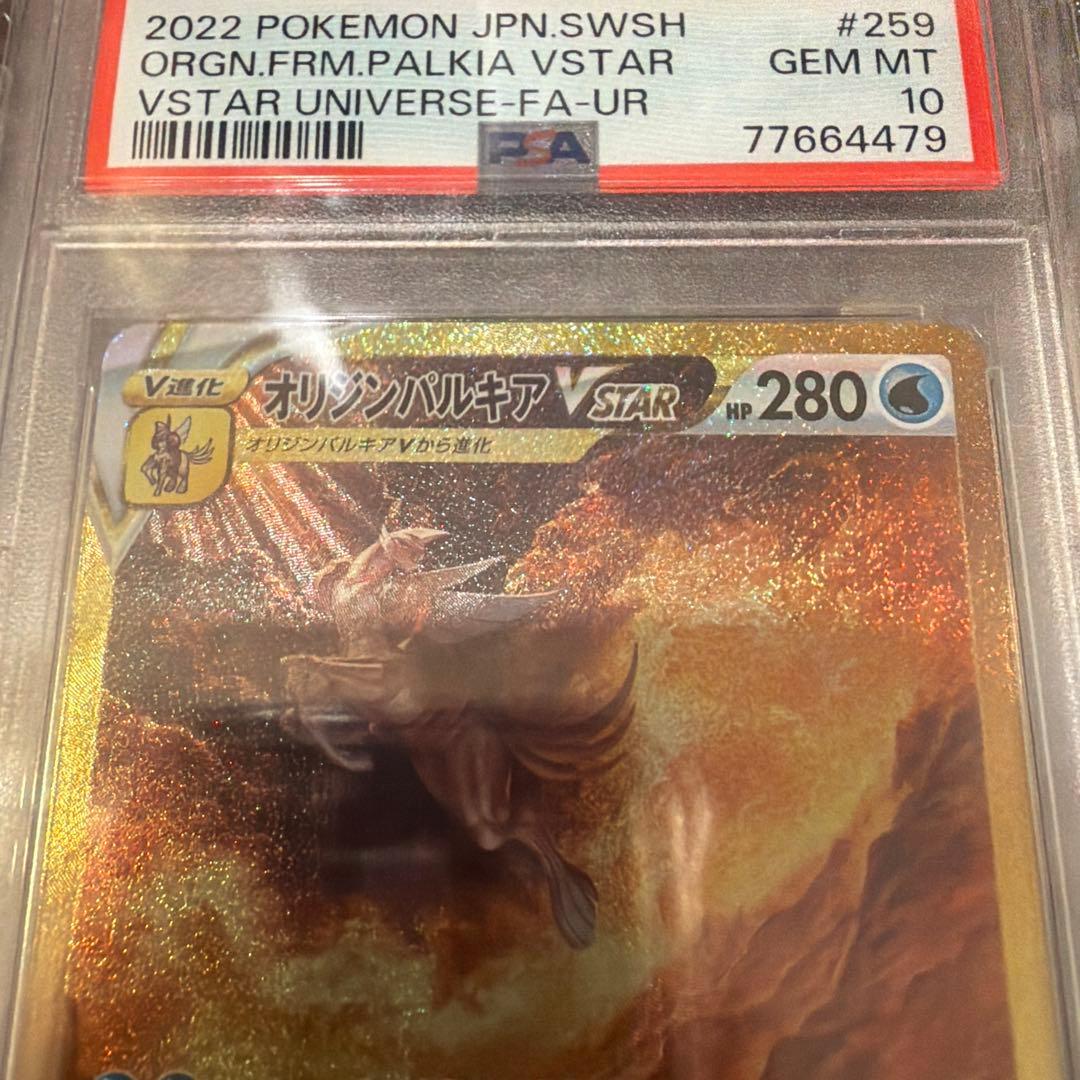 2022 POKEMON JPN.SWSH #259
ORGN.FRM.PALKIA VSTAR GEM MT
VSTAR UNIVERSE-FA-UR 10
PSA 77664479
V進化 オリジンパルキア VSTAR HP 280
オリジンパルキアVから進化